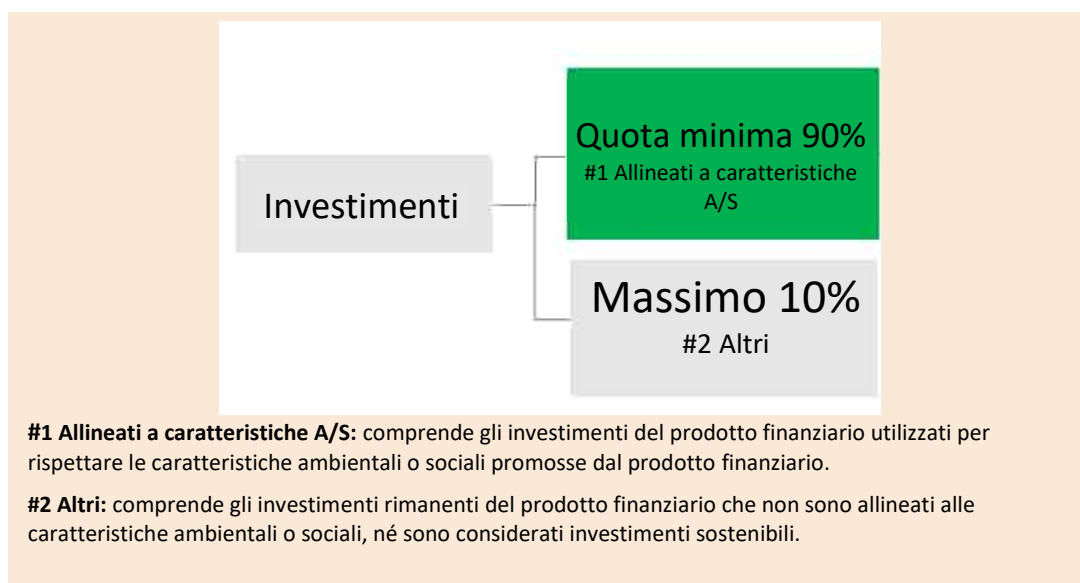 Investimenti
Quota minima 90%
#1 Allineati a caratteristiche
A/S
Massimo 10%
#2 Altri
#1 Allineati a caratteristiche A/S: comprende gli investimenti del prodotto finanziario utilizzati per
rispettare le caratteristiche ambientali o sociali promosse dal prodotto finanziario.
#2 Altri: comprende gli investimenti rimanenti del prodotto finanziario che non sono allineati alle
caratteristiche ambientali o sociali, né sono considerati investimenti sostenibili.